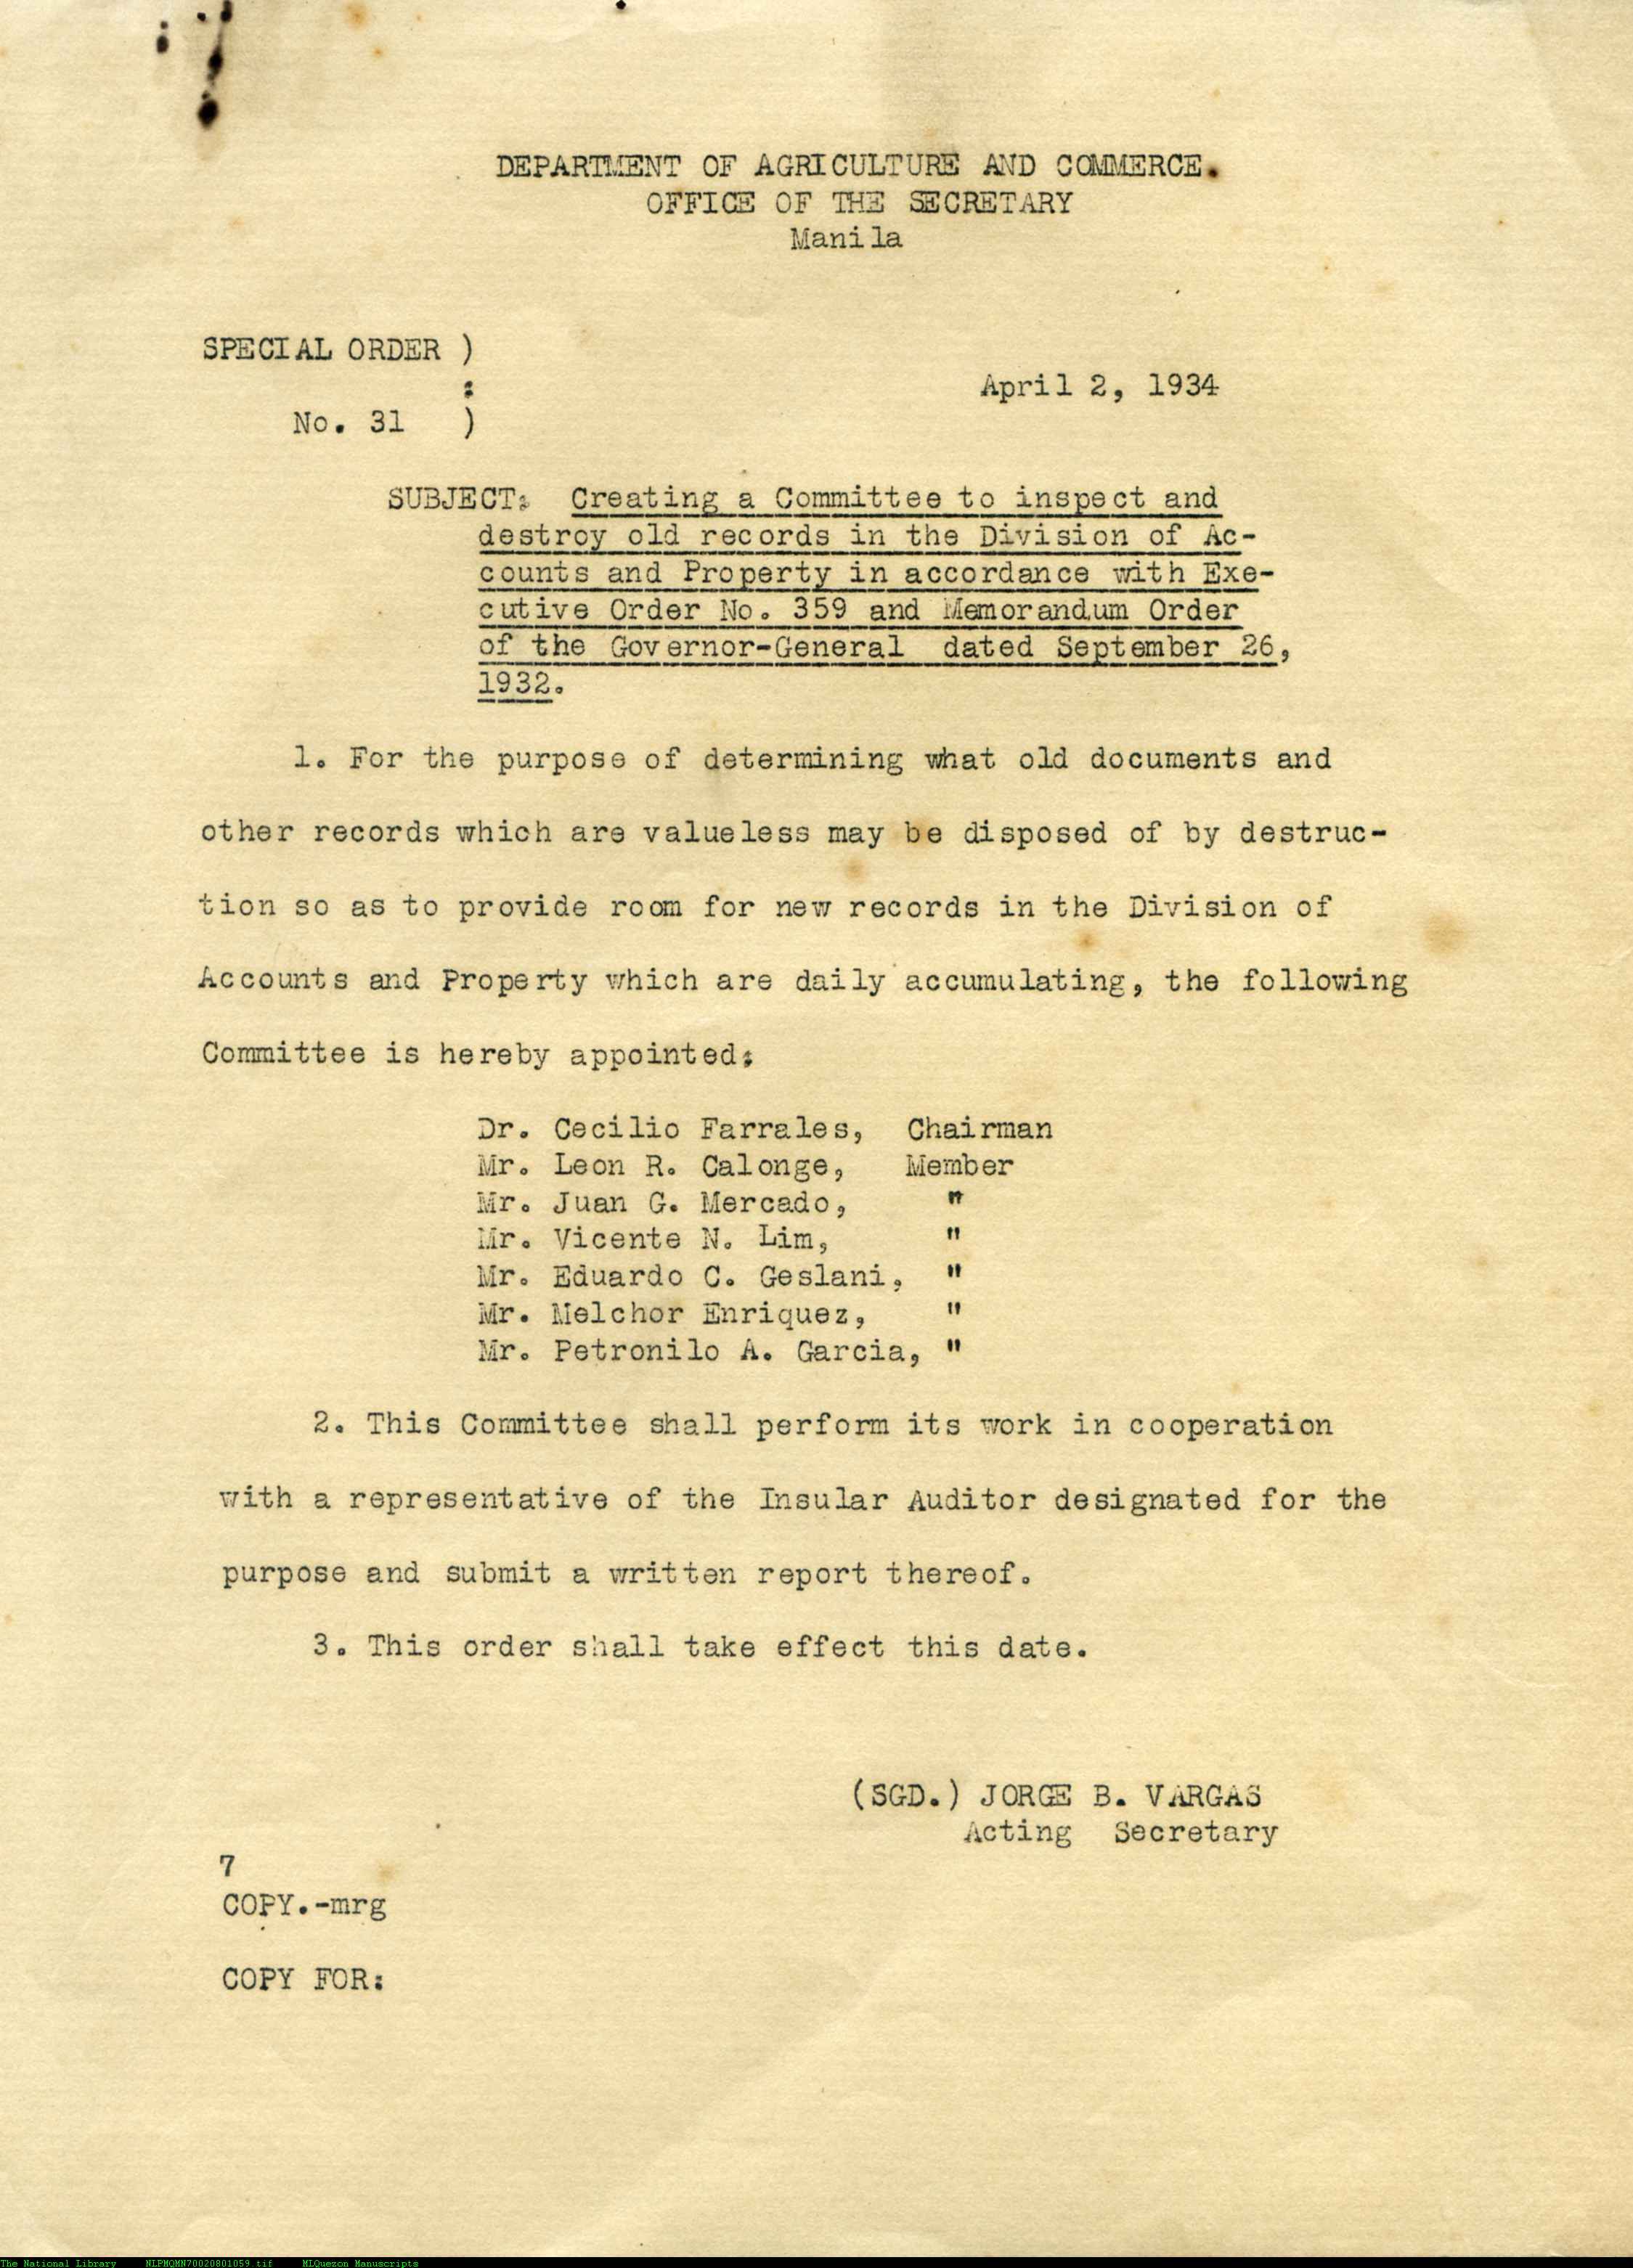 DEPARTMENT OF AGRICULTURE AND COMMERCE.
OFFICE OF THE SECRETARY
Manila
SPECIAL ORDER )
:
April 2, 1934
No. 31 )
SUBJECT: Creating a Committee to inspect and
destroy old records in the Division of Ac-
counts and Property in accordance with Exe-
cutive Order No. 359 and Memorandum Order
of the Governor-General dated September 26,
1932.
1. For the purpose of determining what old documents and
other records which are valueless may be disposed of by destruc-
tion so as to provide room for new records in the Division of
Accounts and Property which are daily accumulating, the following
Committee is hereby appointed:
Dr. Cecilio Farrales, Chairman
Mr. Leon R. Calonge, Member
Mr. Juan G. Mercado, "
Mr. Vicente N. Lim, "
Mr. Eduardo C. Geslani, "
Mr. Melchor Enriquez, "
Mr. Petronilo A. Garcia, "
2. This Committee shall perform its work in cooperation
with a representative of the Insular Auditor designated for the
purpose and submit a written report thereof.
3. This order shall take effect this date.
(SGD.) JORGE B. VARGAS
Acting Secretary
7
COPY.-mrg
COPY FOR:
The National Library NLPMQMN70020801059.tif MLQuezon Manuscripts